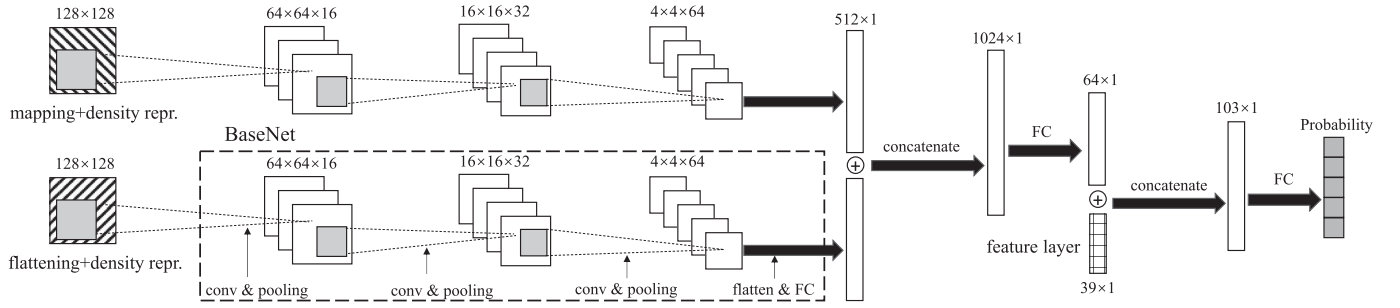 128×128
64×64×16
16×16×32
4×4×64
512×1
1024×1
64×1
103×1
Probability
mapping+density repr.
BaseNet
FC
concatenate
128×128
64×64×16
16×16×32
4×4×64
concatenate
FC
flattening+density repr.
feature layer
conv & pooling
conv & pooling
conv & pooling
flatten & FC
39×1